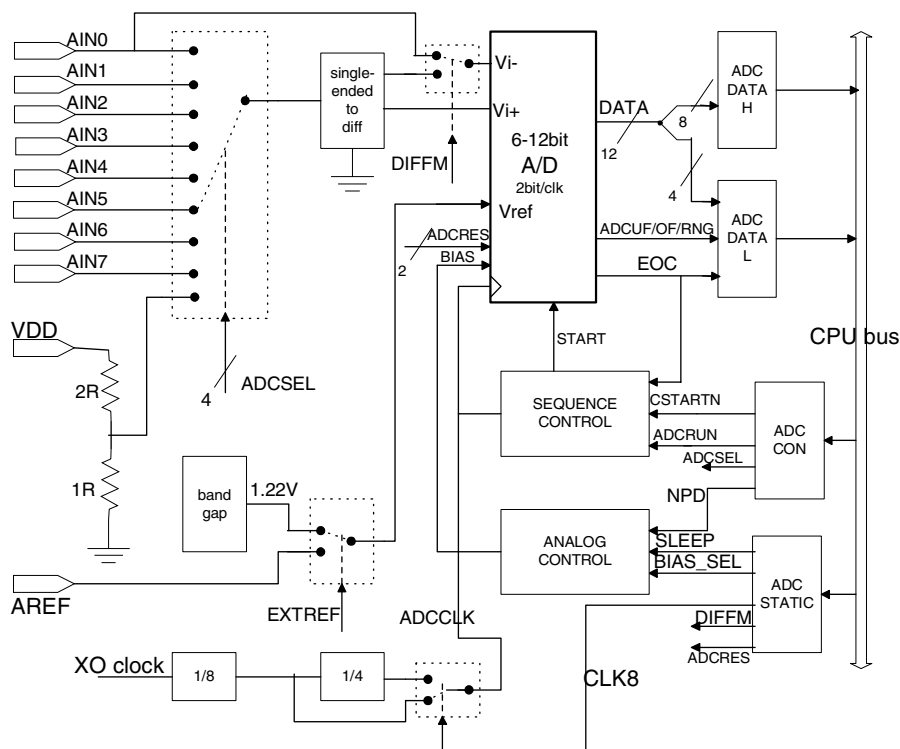 AIN0
AIN1
AIN2
AIN3
AIN4
AIN5
AIN6
AIN7
VDD
2R
1R
AREF
4
ADCSEL
single-
ended
to
diff
DIFFM
Vi-
Vi+
6-12bit
A/D
2bit/clk
Vref
ADCRES
2
BIAS
DATA
12
8
4
ADC
DATA
H
ADCUF/OF/RNG
EOC
ADC
DATA
L
CPU bus
START
SEQUENCE
CONTROL
CSTARTN
ADCRUN
ADCSEL
NPD
ADC
CON
band
gap
1.22V
EXTREF
ANALOG
CONTROL
SLEEP
BIAS_SEL
ADC
STATIC
DIFFM
ADCRES
ADCCLK
CLK8
XO clock
1/8
1/4